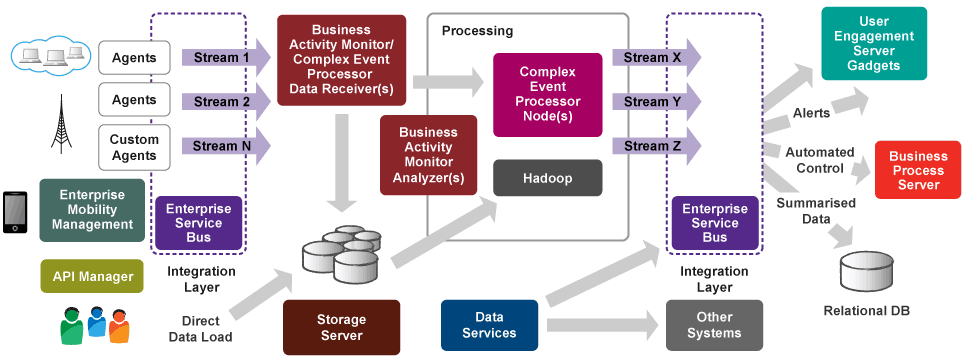 Agents
Agents
Custom
Agents
Enterprise
Mobility
Management
API Manager
Stream 1
Stream 2
Stream N
Enterprise
Service
Bus
Integration
Layer
Direct
Data Load
Business
Activity Monitor/
Complex Event
Processor
Data Receiver(s)
Business
Activity
Monitor
Analyzer(s)
Storage
Server
Processing
Complex
Event
Processor
Node(s)
Hadoop
Data
Services
Stream X
Stream Y
Stream Z
Enterprise
Service
Bus
Integration
Layer
Other
Systems
User
Engagement
Server
Gadgets
Alerts
Automated
Control
Business
Process
Server
Summarised
Data
Relational DB